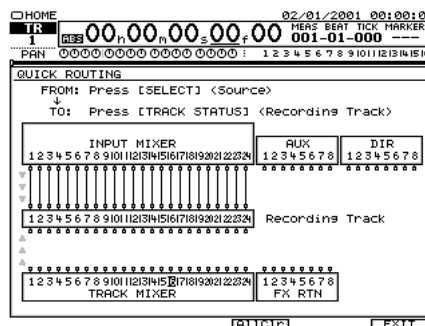 HOME 02/01/2001 00:00:0
TR 1 ABS 00h00m00s00f00 MEAS BEAT TICK MARKER
001-01-000 ---
PAN 1 2 3 4 5 6 7 8 9 10 11 12 13 14 15 16
QUICK ROUTING
FROM: Press [SELECT] (Source)
↓
TO: Press [TRACK STATUS] (Recording Track)
INPUT MIXER AUX DIR
1 2 3 4 5 6 7 8 9 10 11 12 13 14 15 16 17 18 19 20 21 22 23 24 1 2 3 4 5 6 7 8 1 2 3 4 5 6 7 8
1 2 3 4 5 6 7 8 9 10 11 12 13 14 15 16 17 18 19 20 21 22 23 24 Recording Track
1 2 3 4 5 6 7 8 9 10 11 12 13 14 15 16 17 18 19 20 21 22 23 24 1 2 3 4 5 6 7 8
TRACK MIXER FX RTN
AllClr EXIT